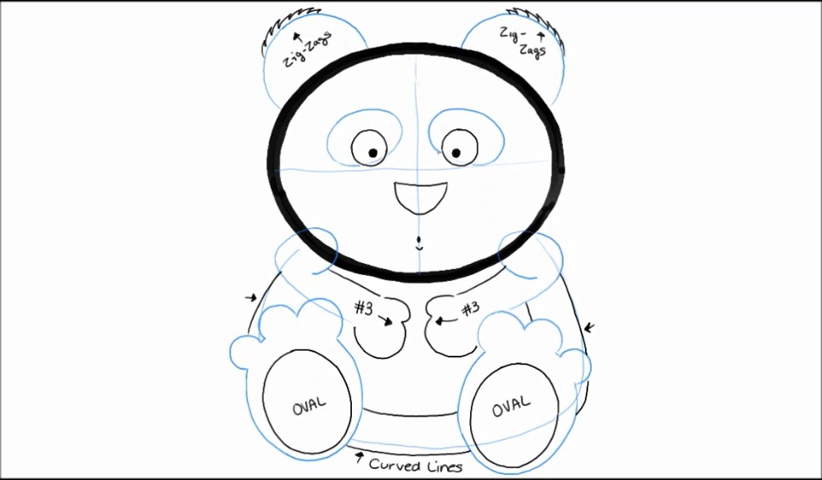 Zig-Zags
Zig-
Zags
#3
#3
OVAL
OVAL
Curved Lines